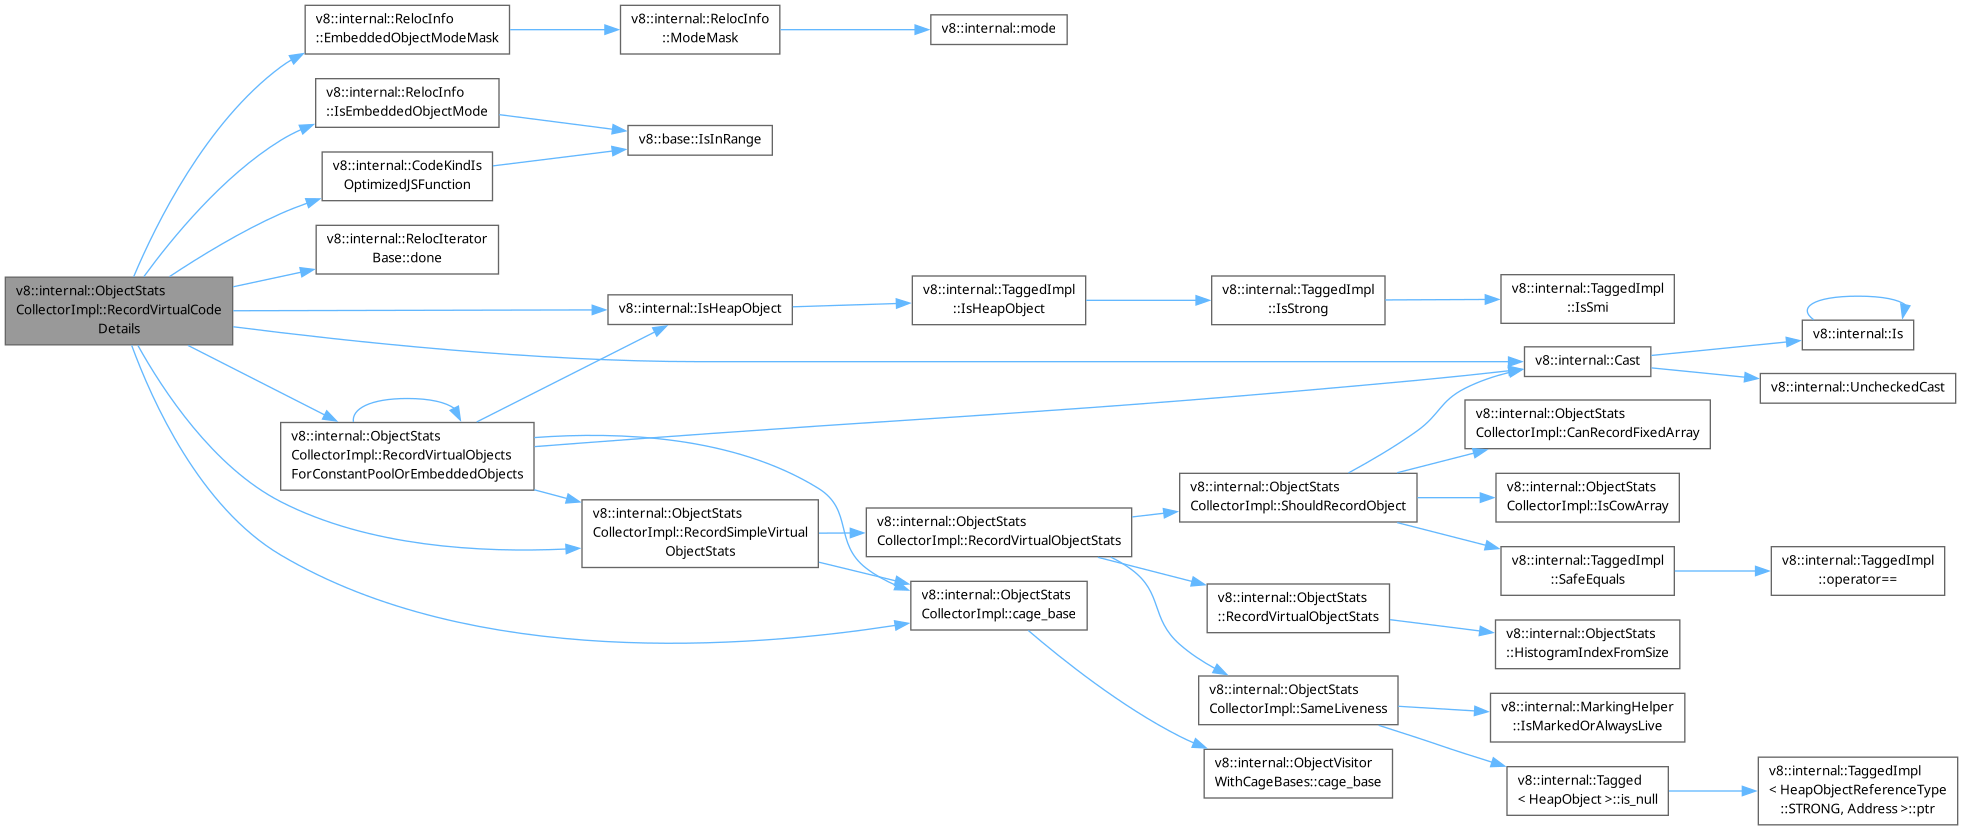 v8::internal::RelocInfo
::EmbeddedObjectModeMask
v8::internal::RelocInfo
::ModeMask
v8::internal::mode
v8::internal::RelocInfo
::IsEmbeddedObjectMode
v8::base::IsInRange
v8::internal::CodeKindIs
OptimizedJSFunction
v8::internal::RelocIterator
Base::done
v8::internal::ObjectStats
CollectorImpl::RecordVirtualCode
Details
v8::internal::IsHeapObject
v8::internal::TaggedImpl
::IsHeapObject
v8::internal::TaggedImpl
::IsStrong
v8::internal::TaggedImpl
::IsSmi
v8::internal::Is
v8::internal::Cast
v8::internal::UncheckedCast
v8::internal::ObjectStats
CollectorImpl::RecordVirtualObjects
ForConstantPoolOrEmbeddedObjects
v8::internal::ObjectStats
CollectorImpl::CanRecordFixedArray
v8::internal::ObjectStats
CollectorImpl::RecordSimpleVirtual
ObjectStats
v8::internal::ObjectStats
CollectorImpl::RecordVirtualObjectStats
v8::internal::ObjectStats
CollectorImpl::ShouldRecordObject
v8::internal::ObjectStats
CollectorImpl::IsCowArray
v8::internal::TaggedImpl
::SafeEquals
v8::internal::TaggedImpl
::operator==
v8::internal::ObjectStats
CollectorImpl::cage_base
v8::internal::ObjectStats
::RecordVirtualObjectStats
v8::internal::ObjectStats
::HistogramIndexFromSize
v8::internal::ObjectStats
CollectorImpl::SameLiveness
v8::internal::MarkingHelper
::IsMarkedOrAlwaysLive
v8::internal::ObjectVisitor
WithCageBases::cage_base
v8::internal::Tagged
< HeapObject >::is_null
v8::internal::TaggedImpl
< HeapObjectReferenceType
::STRONG, Address >::ptr